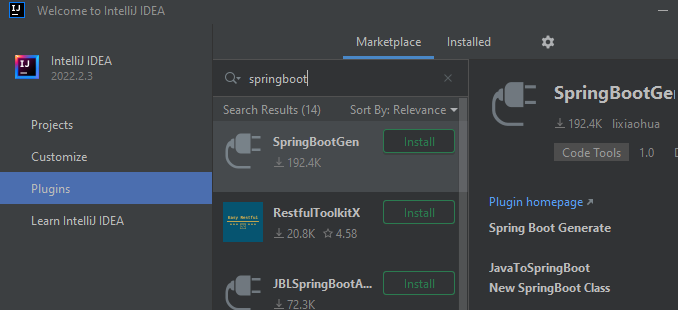 Welcome to IntelliJ IDEA
IntelliJ IDEA
2022.2.3
Projects
Customize
Plugins
Learn IntelliJ IDEA
Marketplace
Installed
springboot
Search Results (14)
Sort By: Relevance
SpringBootGen
Install
192.4K
RestfulToolkitX
Install
20.8K
4.58
JBLSpringBootA...
Install
72.3K
SpringBootGe
192.4K
lixiaohua
Code Tools
1.0
Plugin homepage
Spring Boot Generate
JavaToSpringBoot
New SpringBoot Class